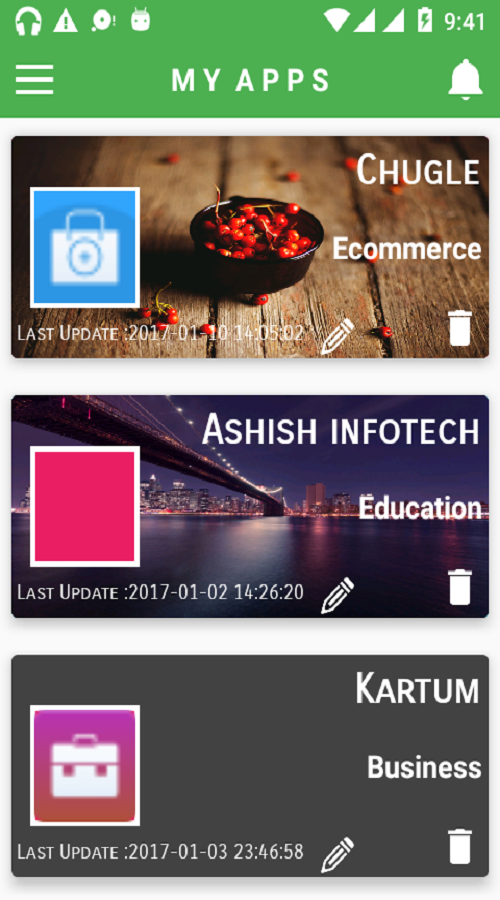 9:41
MY APPS
CHUGLE
Ecommerce
LAST UPDATE :2017-01-10 14:05:02
ASHISH INFOTECH
Education
LAST UPDATE :2017-01-02 14:26:20
KARTUM
Business
LAST UPDATE :2017-01-03 23:46:58